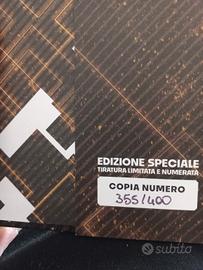 EDIZIONE SPECIALE
TIRATURA LIMITATA E NUMERATA
COPIA NUMERO
355/400
subito